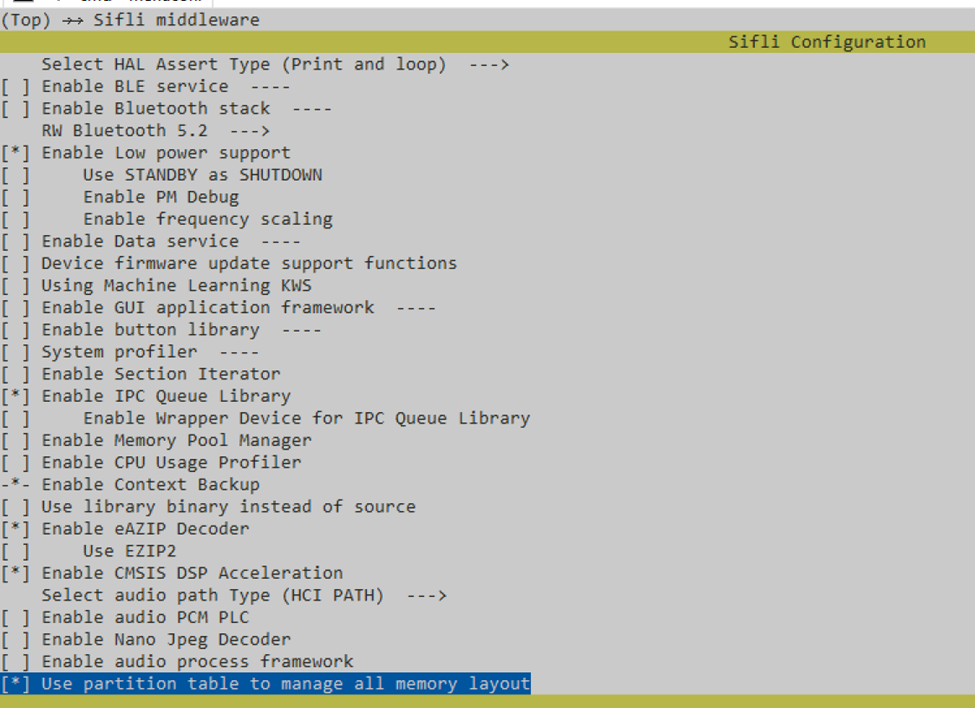 (Top) →→ Sifli middleware
Sifli Configuration
Select HAL Assert Type (Print and loop)  --->
[ ] Enable BLE service  ----
[ ] Enable Bluetooth stack  ----
RW Bluetooth 5.2  --->
[*] Enable Low power support
[ ]     Use STANDBY as SHUTDOWN
[ ]     Enable PM Debug
[ ]     Enable frequency scaling
[ ] Enable Data service  ----
[ ] Device firmware update support functions
[ ] Using Machine Learning KWS
[ ] Enable GUI application framework  ----
[ ] Enable button library  ----
[ ] System profiler  ----
[ ] Enable Section Iterator
[*] Enable IPC Queue Library
[ ]     Enable Wrapper Device for IPC Queue Library
[ ] Enable Memory Pool Manager
[ ] Enable CPU Usage Profiler
-*- Enable Context Backup
[ ] Use library binary instead of source
[*] Enable eAZIP Decoder
[ ]     Use EZIP2
[*] Enable CMSIS DSP Acceleration
Select audio path Type (HCI PATH)  --->
[ ] Enable audio PCM PLC
[ ] Enable Nano Jpeg Decoder
[ ] Enable audio process framework
[*] Use partition table to manage all memory layout